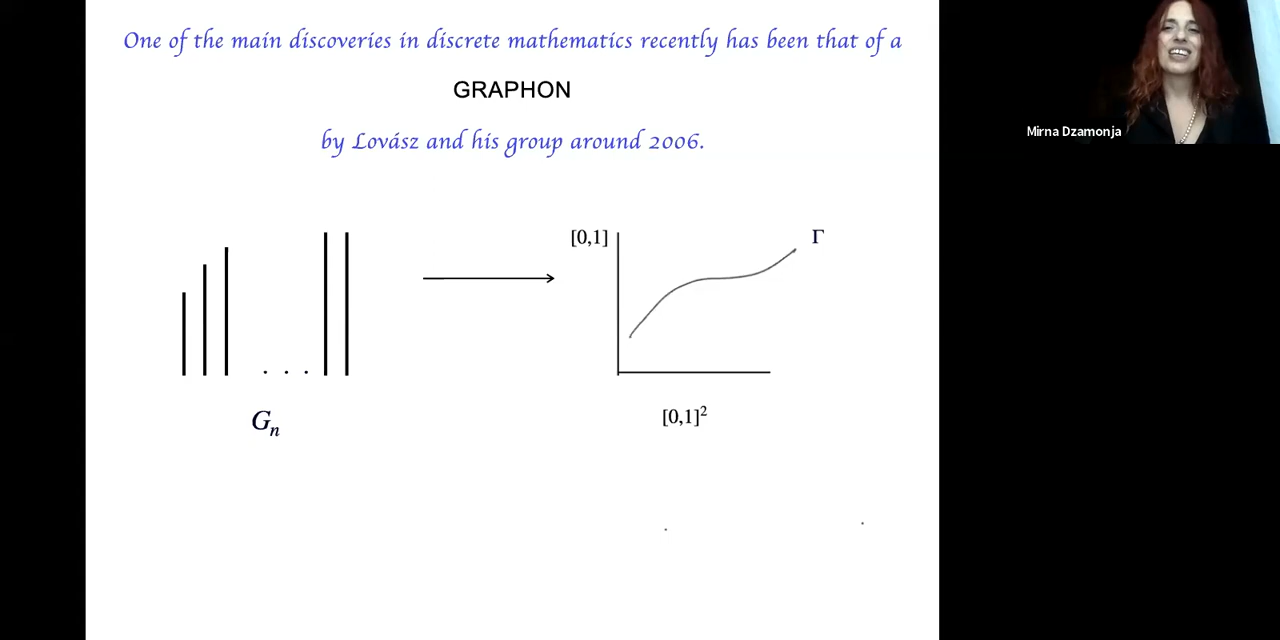 One of the main discoveries in discrete mathematics recently has been that of a
GRAPHON
by Lovász and his group around 2006.
Mirna Dzamonja
[0,1]
Γ
. . .
G_n
[0,1]²